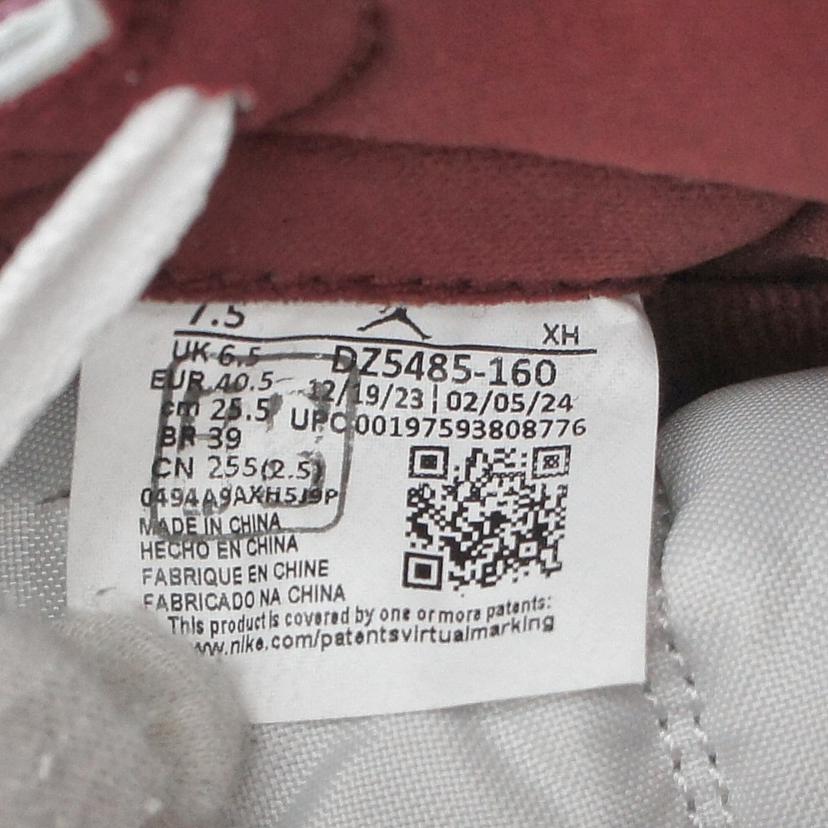 7.5
XH
UK 6.5
EUR 40.5
cm 25.5
BR 39
CN 255(2.5)
DZ5485-160
12/19/23 | 02/05/24
UPC 00197593808776
0494A9AXH5J9P
MADE IN CHINA
HECHO EN CHINA
FABRIQUE EN CHINE
FABRICADO NA CHINA
This product is covered by one or more patents:
www.nike.com/patentsvirtualmarking